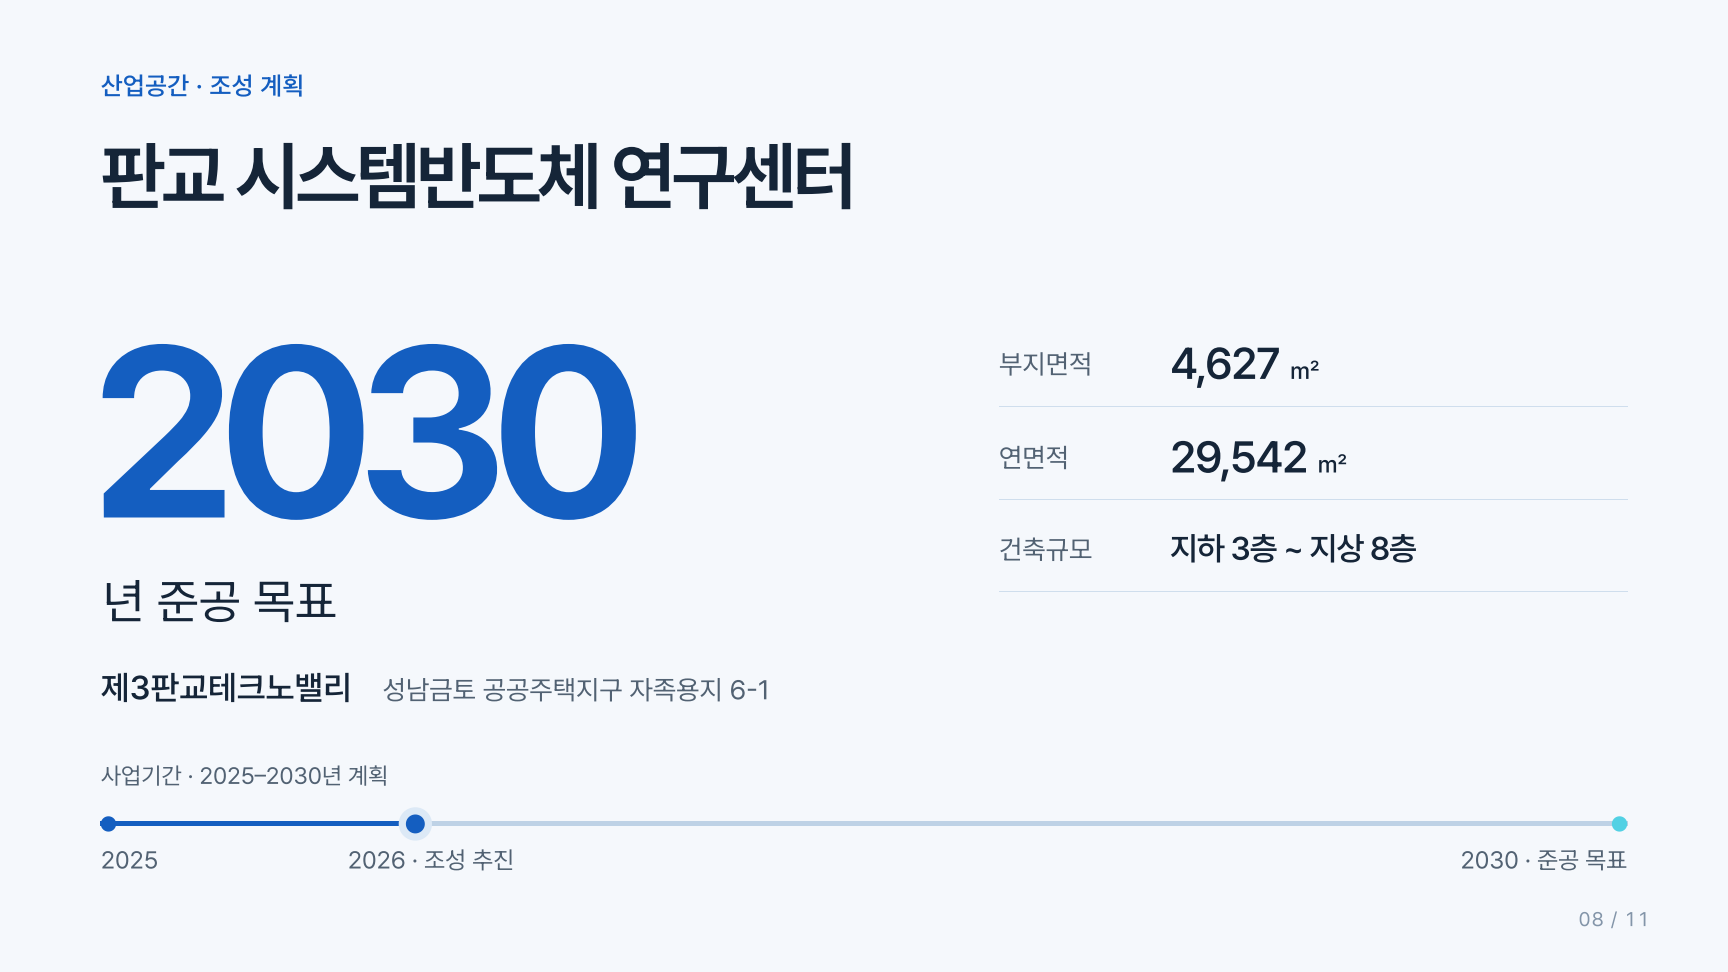 산업공간 · 조성 계획
판교 시스템반도체 연구센터
2030
년 준공 목표
제3판교테크노밸리 성남금토 공공주택지구 자족용지 6-1
부지면적 4,627 m²
연면적 29,542 m²
건축규모 지하 3층 ~ 지상 8층
사업기간 · 2025–2030년 계획
2025
2026 · 조성 추진
2030 · 준공 목표
08 / 11